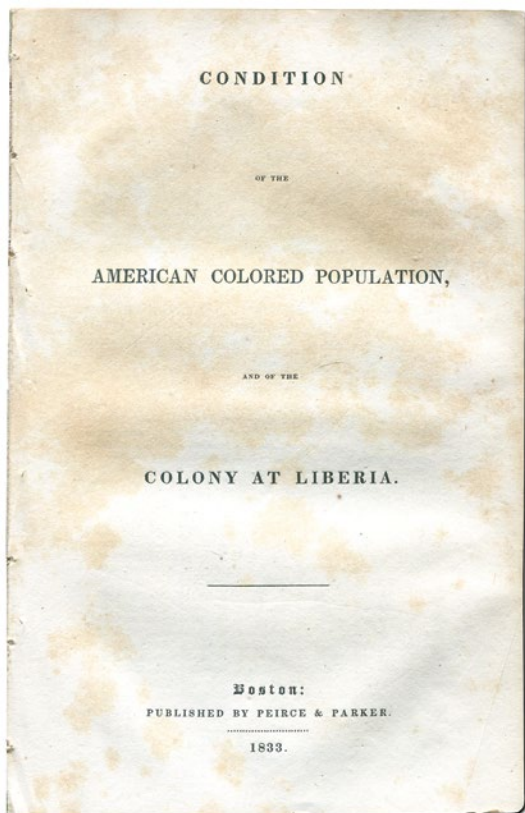 CONDITION
OF THE
AMERICAN COLORED POPULATION,
AND OF THE
COLONY AT LIBERIA.
Boston:
PUBLISHED BY PEIRCE & PARKER.
1833.